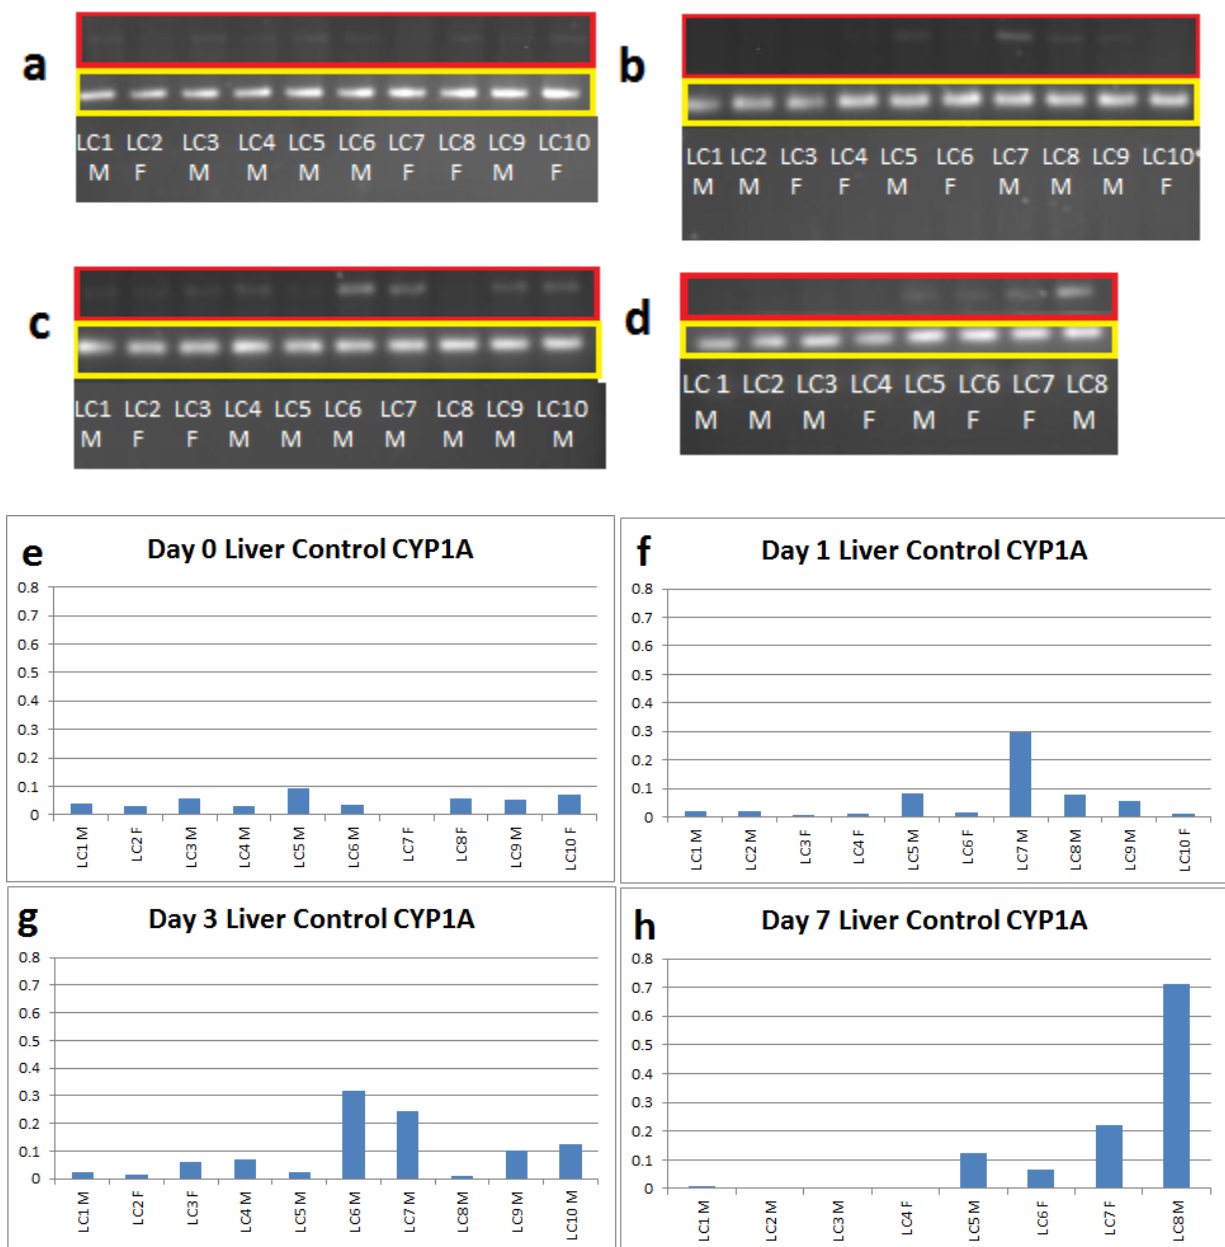 a
LC1 LC2 LC3 LC4 LC5 LC6 LC7 LC8 LC9 LC10
M F M M M M F F M F
b
LC1 LC2 LC3 LC4 LC5 LC6 LC7 LC8 LC9 LC10
M M F F M F M M M F
c
LC1 LC2 LC3 LC4 LC5 LC6 LC7 LC8 LC9 LC10
M F F M M M M M M M
d
LC 1 LC2 LC3 LC4 LC5 LC6 LC7 LC8
M M M F M F F M
e
Day 0 Liver Control CYP1A
0.8
0.7
0.6
0.5
0.4
0.3
0.2
0.1
0
LC1 M LC2 F LC3 M LC4 M LC5 M LC6 M LC7 F LC8F LC9 M LC10 F
f
Day 1 Liver Control CYP1A
0.8
0.7
0.6
0.5
0.4
0.3
0.2
0.1
0
LC1 M LC2 M LC3 F LC4 F LC5 M LC6 F LC7 M LC8 M LC9 M LC10 F
g
Day 3 Liver Control CYP1A
0.8
0.7
0.6
0.5
0.4
0.3
0.2
0.1
0
LC1 M LC2 F LC3 F LC4 M LC5 M LC6 M LC7 M LC8 M LC9 M LC10 M
h
Day 7 Liver Control CYP1A
0.8
0.7
0.6
0.5
0.4
0.3
0.2
0.1
0
LC1 M LC2 M LC3 M LC4 F LC5 M LC6 F LC7 F LC8 M